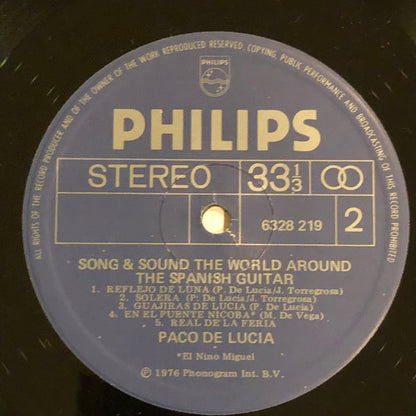 ALL RIGHTS OF THE RECORD PRODUCER AND OF THE OWNER OF THE WORK REPRODUCED RESERVED. COPYING, PUBLIC PERFORMANCE AND BROADCASTING OF THIS RECORD PROHIBITED
PHILIPS
PHILIPS
STEREO 33 1/3
6328 219 2
SONG & SOUND THE WORLD AROUND
THE SPANISH GUITAR
1. REFLEJO DE LUNA (P. De Lucia/J. Torregrosa)
2. SOLERA (P. De Lucia/J. Torregrosa)
3. GUAJIRAS DE LUCIA (P. De Lucia)
4. EN EL FUENTE NICOBA* (M. De Vega)
5. REAL DE LA FERIA
PACO DE LUCIA
*El Nino Miguel
Ⓟ 1976 Phonogram Int. B.V.